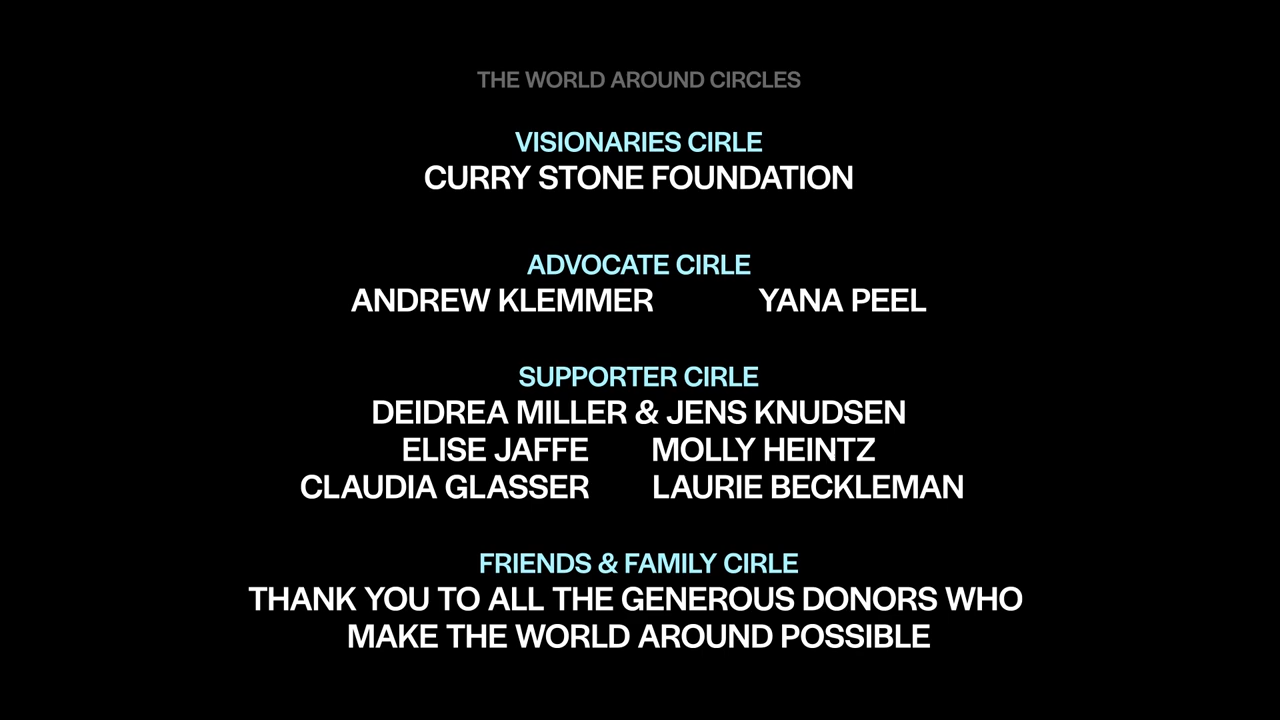 THE WORLD AROUND CIRCLES
VISIONARIES CIRLE
CURRY STONE FOUNDATION
ADVOCATE CIRLE
ANDREW KLEMMER YANA PEEL
SUPPORTER CIRLE
DEIDREA MILLER & JENS KNUDSEN
ELISE JAFFE MOLLY HEINTZ
CLAUDIA GLASSER LAURIE BECKLEMAN
FRIENDS & FAMILY CIRLE
THANK YOU TO ALL THE GENEROUS DONORS WHO
MAKE THE WORLD AROUND POSSIBLE